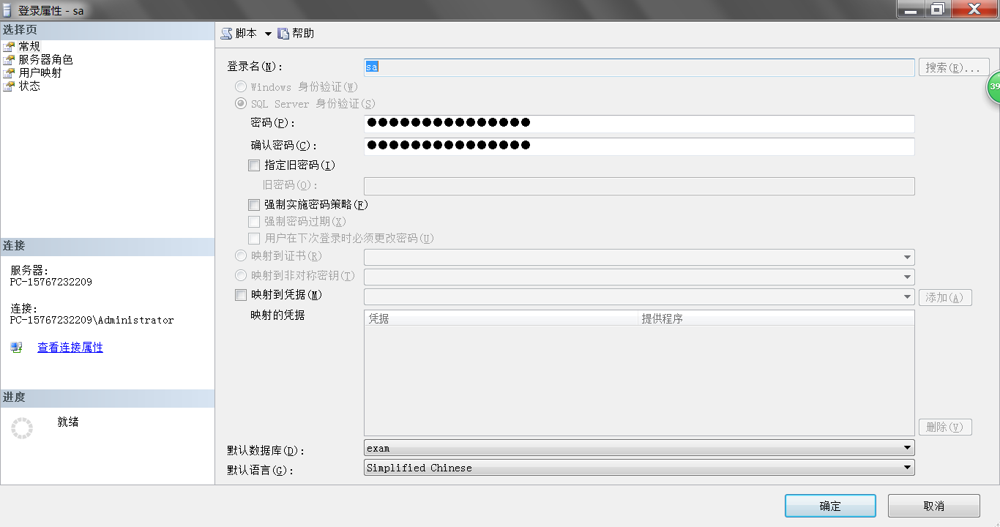 登录属性 - sa
选择页
常规
服务器角色
用户映射
状态
连接
服务器:
PC-15767232209
连接:
PC-15767232209\Administrator
查看连接属性
进度
就绪
脚本 帮助
登录名(N): sa 搜索(E)...
Windows 身份验证(W)
SQL Server 身份验证(S)
密码(P): ●●●●●●●●●●●●●●●
确认密码(C): ●●●●●●●●●●●●●●●
指定旧密码(I)
旧密码(O):
强制实施密码策略(F)
强制密码过期(X)
用户在下次登录时必须更改密码(U)
映射到证书(R)
映射到非对称密钥(T)
映射到凭据(M) 添加(A)
映射的凭据 凭据 提供程序
删除(V)
默认数据库(D): exam
默认语言(G): Simplified Chinese
确定 取消
39